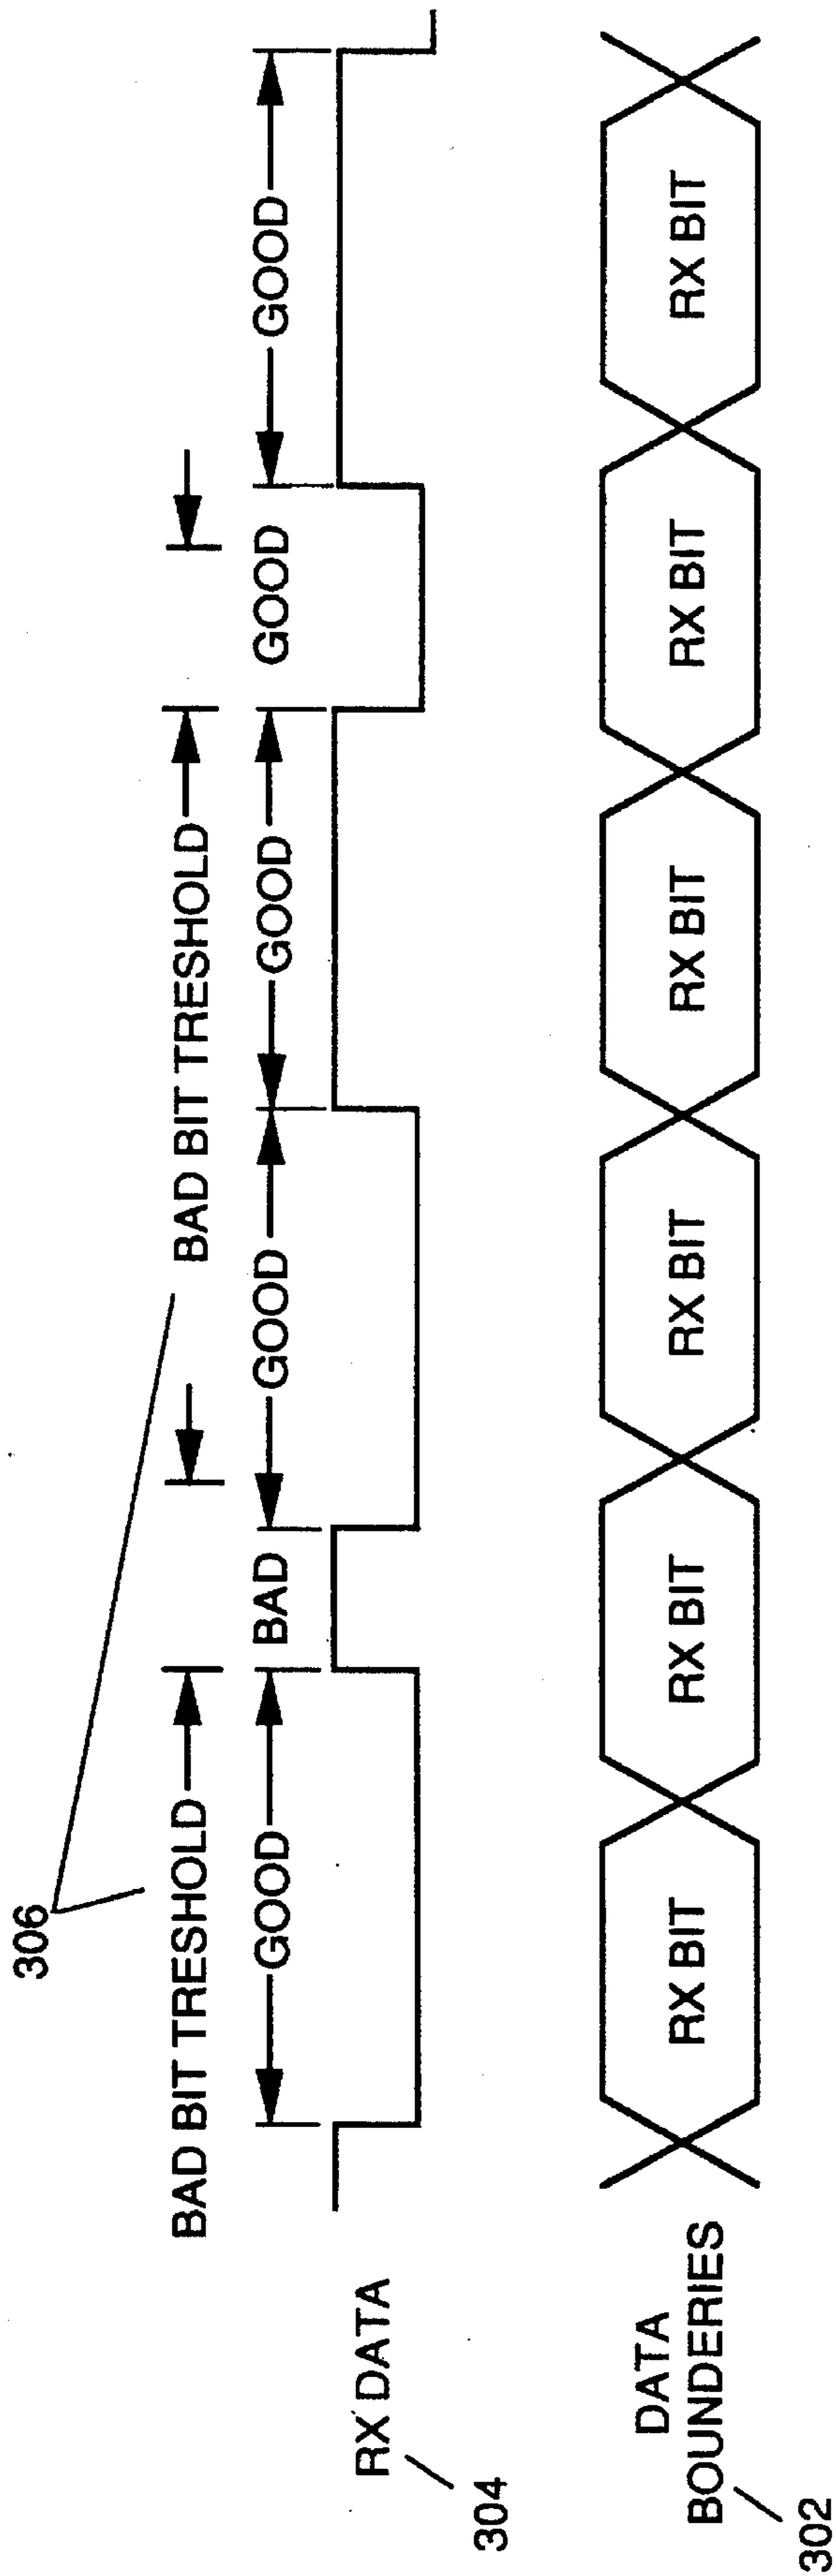 306
BAD BIT TRESHOLD
BAD BIT TRESHOLD
GOOD
BAD
GOOD
GOOD
GOOD
GOOD
RX DATA
304
RX BIT
RX BIT
RX BIT
RX BIT
RX BIT
RX BIT
DATA
BOUNDERIES
302